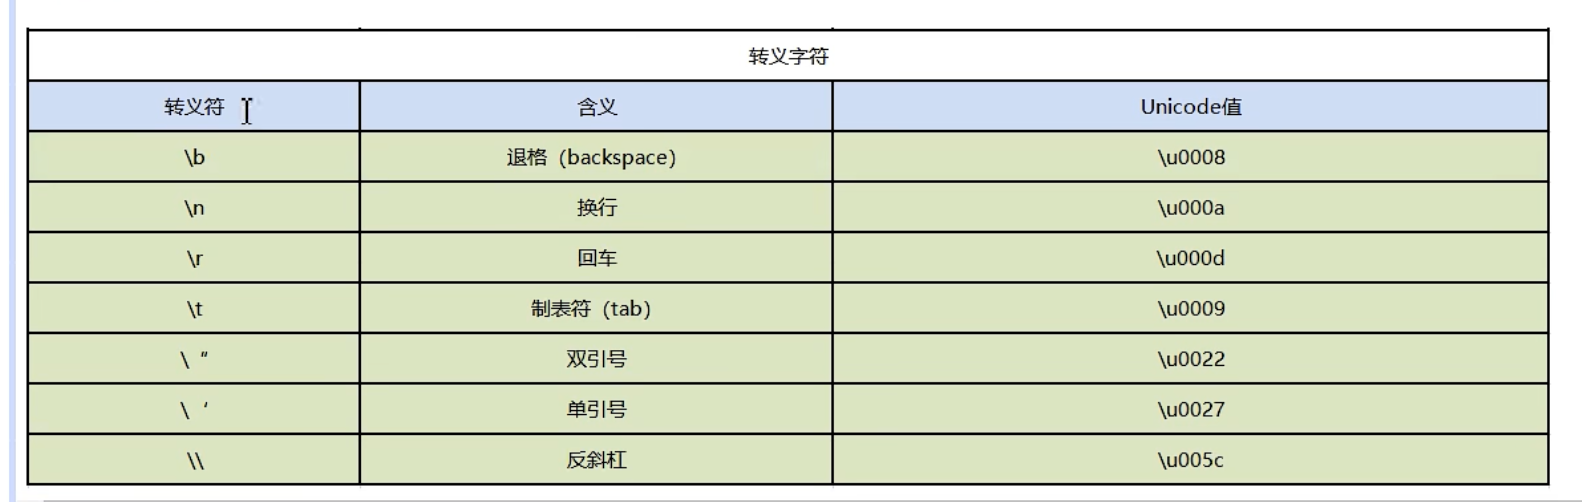 转义字符
转义符 含义 Unicode值
\b 退格（backspace） \u0008
\n 换行 \u000a
\r 回车 \u000d
\t 制表符（tab） \u0009
\ “ 双引号 \u0022
\ ‘ 单引号 \u0027
\\ 反斜杠 \u005c